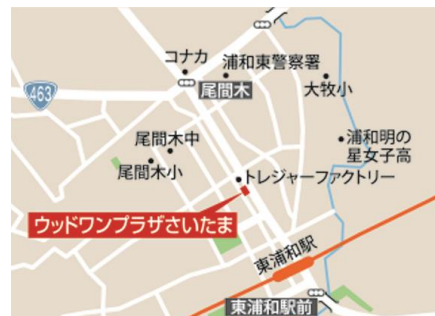 コナカ
浦和東警察署
463
尾間木
大牧小
尾間木中
浦和明の
星女子高
尾間木小
トレジャーファクトリー
ウッドワンプラザさいたま
東浦和駅
東浦和駅前